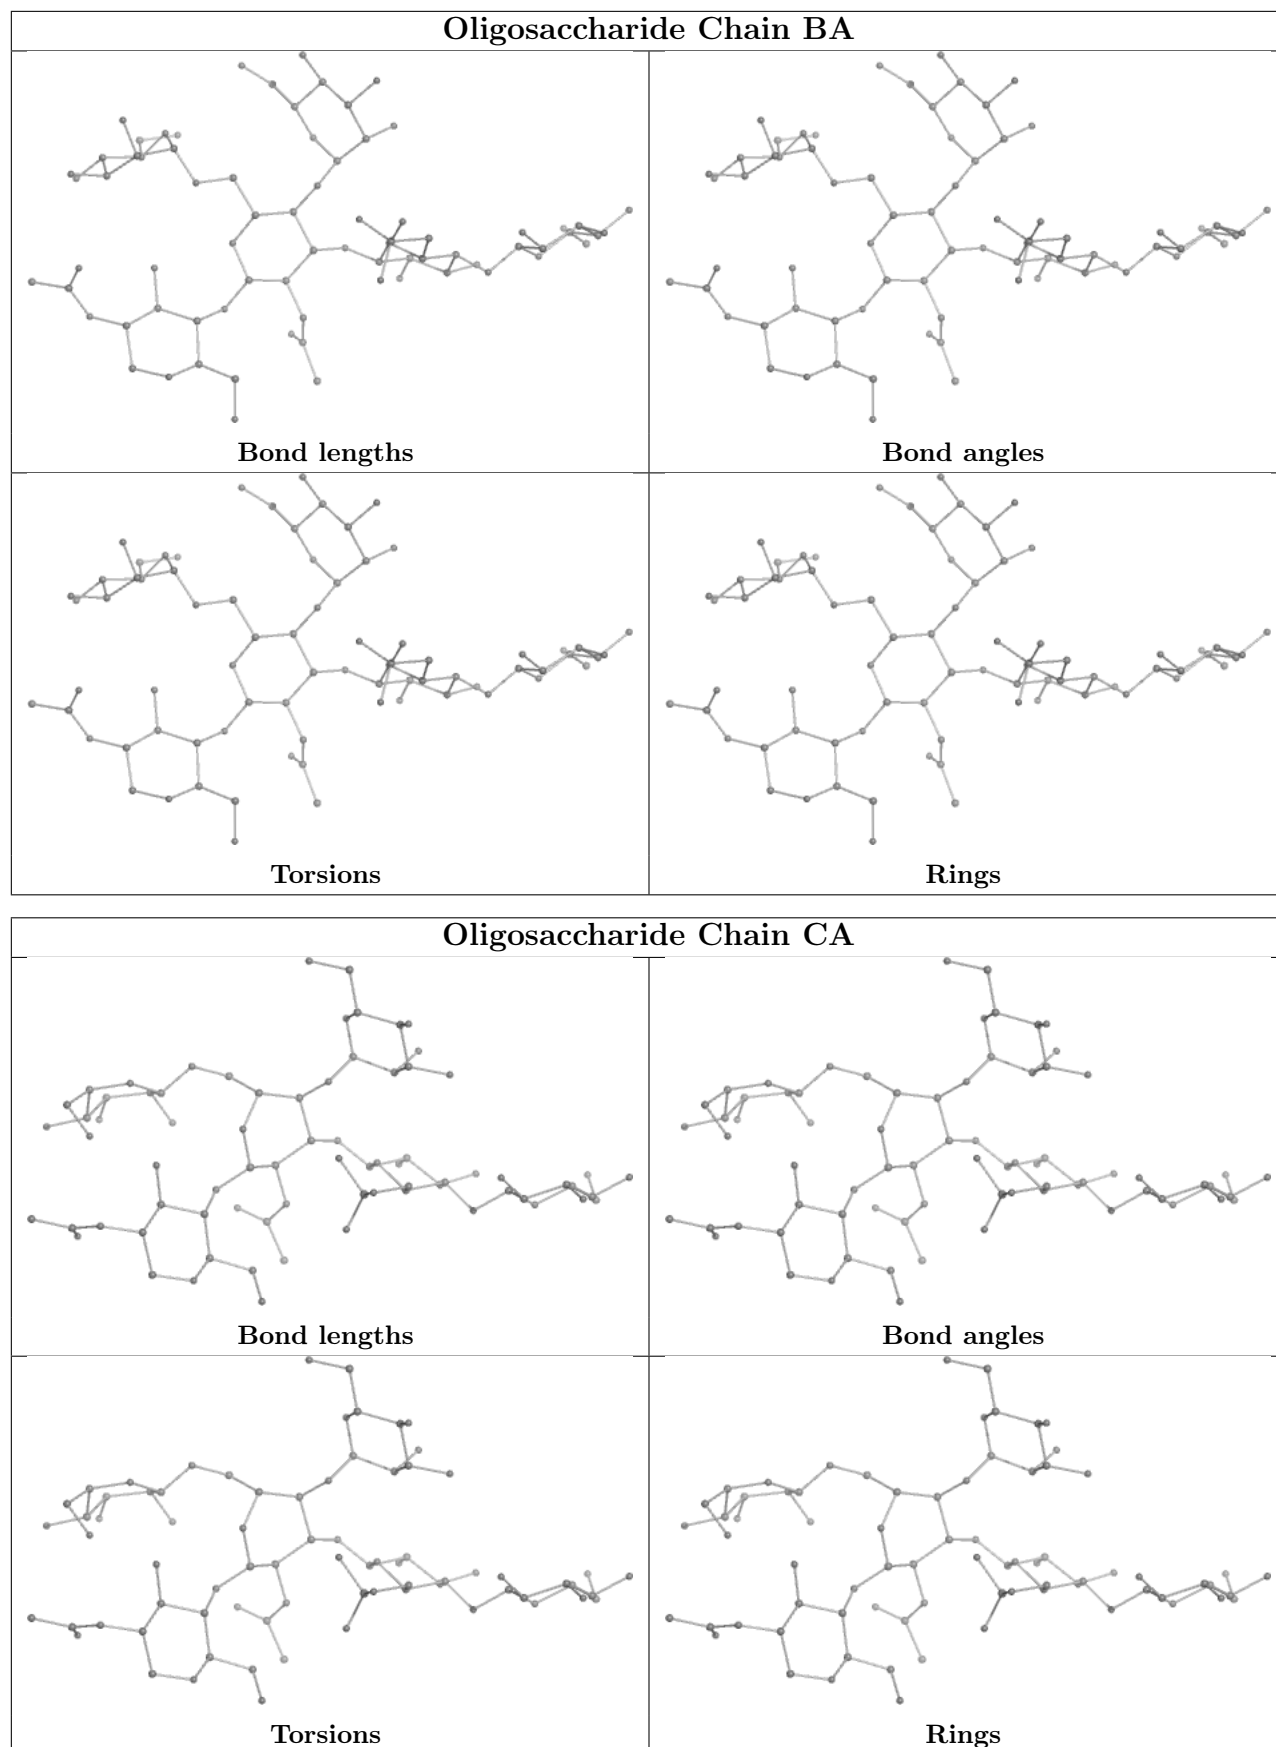 Oligosaccharide Chain BA
Bond lengths
Bond angles
Torsions
Rings
Oligosaccharide Chain CA
Bond lengths
Bond angles
Torsions
Rings